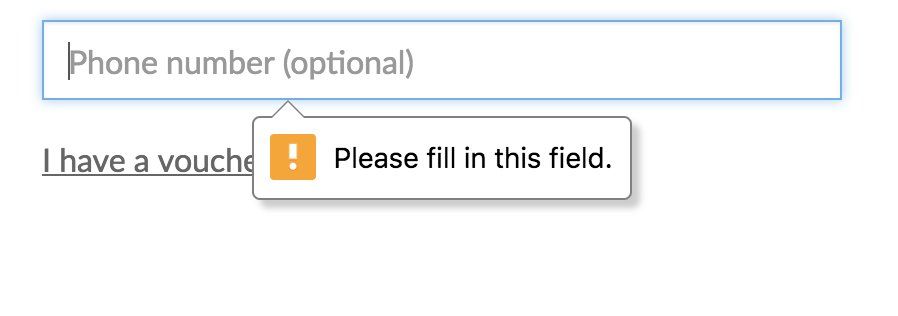 Phone number (optional)
I have a vouche
Please fill in this field.